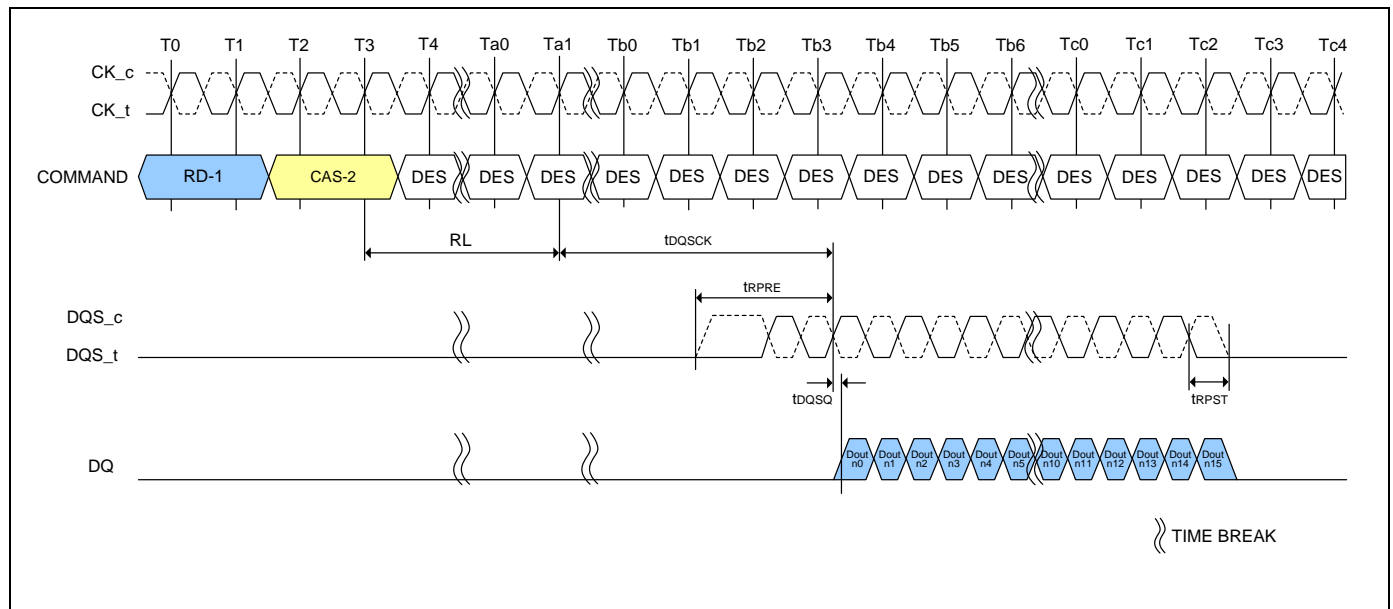 T0 T1 T2 T3 T4 Ta0 Ta1 Tb0 Tb1 Tb2 Tb3 Tb4 Tb5 Tb6 Tc0 Tc1 Tc2 Tc3 Tc4
CK_c
CK_t
COMMAND RD-1 CAS-2 DES DES DES DES DES DES DES DES DES DES DES DES DES DES DES
RL tDQSCK
tRPRE
DQS_c
DQS_t
tDQSQ tRPST
DQ Dout n0 Dout n1 Dout n2 Dout n3 Dout n4 Dout n5 Dout n10 Dout n11 Dout n12 Dout n13 Dout n14 Dout n15
TIME BREAK